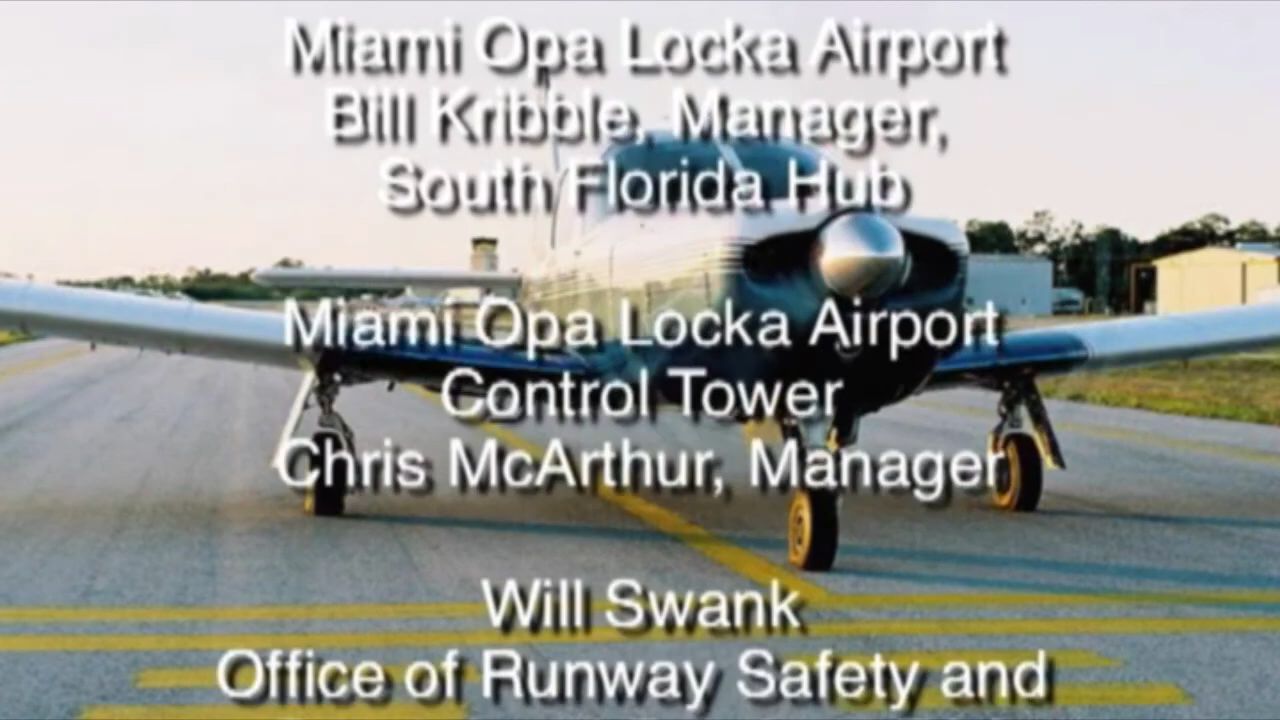 Miami Opa Locka Airport
Bill Kribble, Manager,
South Florida Hub
Miami Opa Locka Airport
Control Tower
Chris McArthur, Manager
Will Swank
Office of Runway Safety and